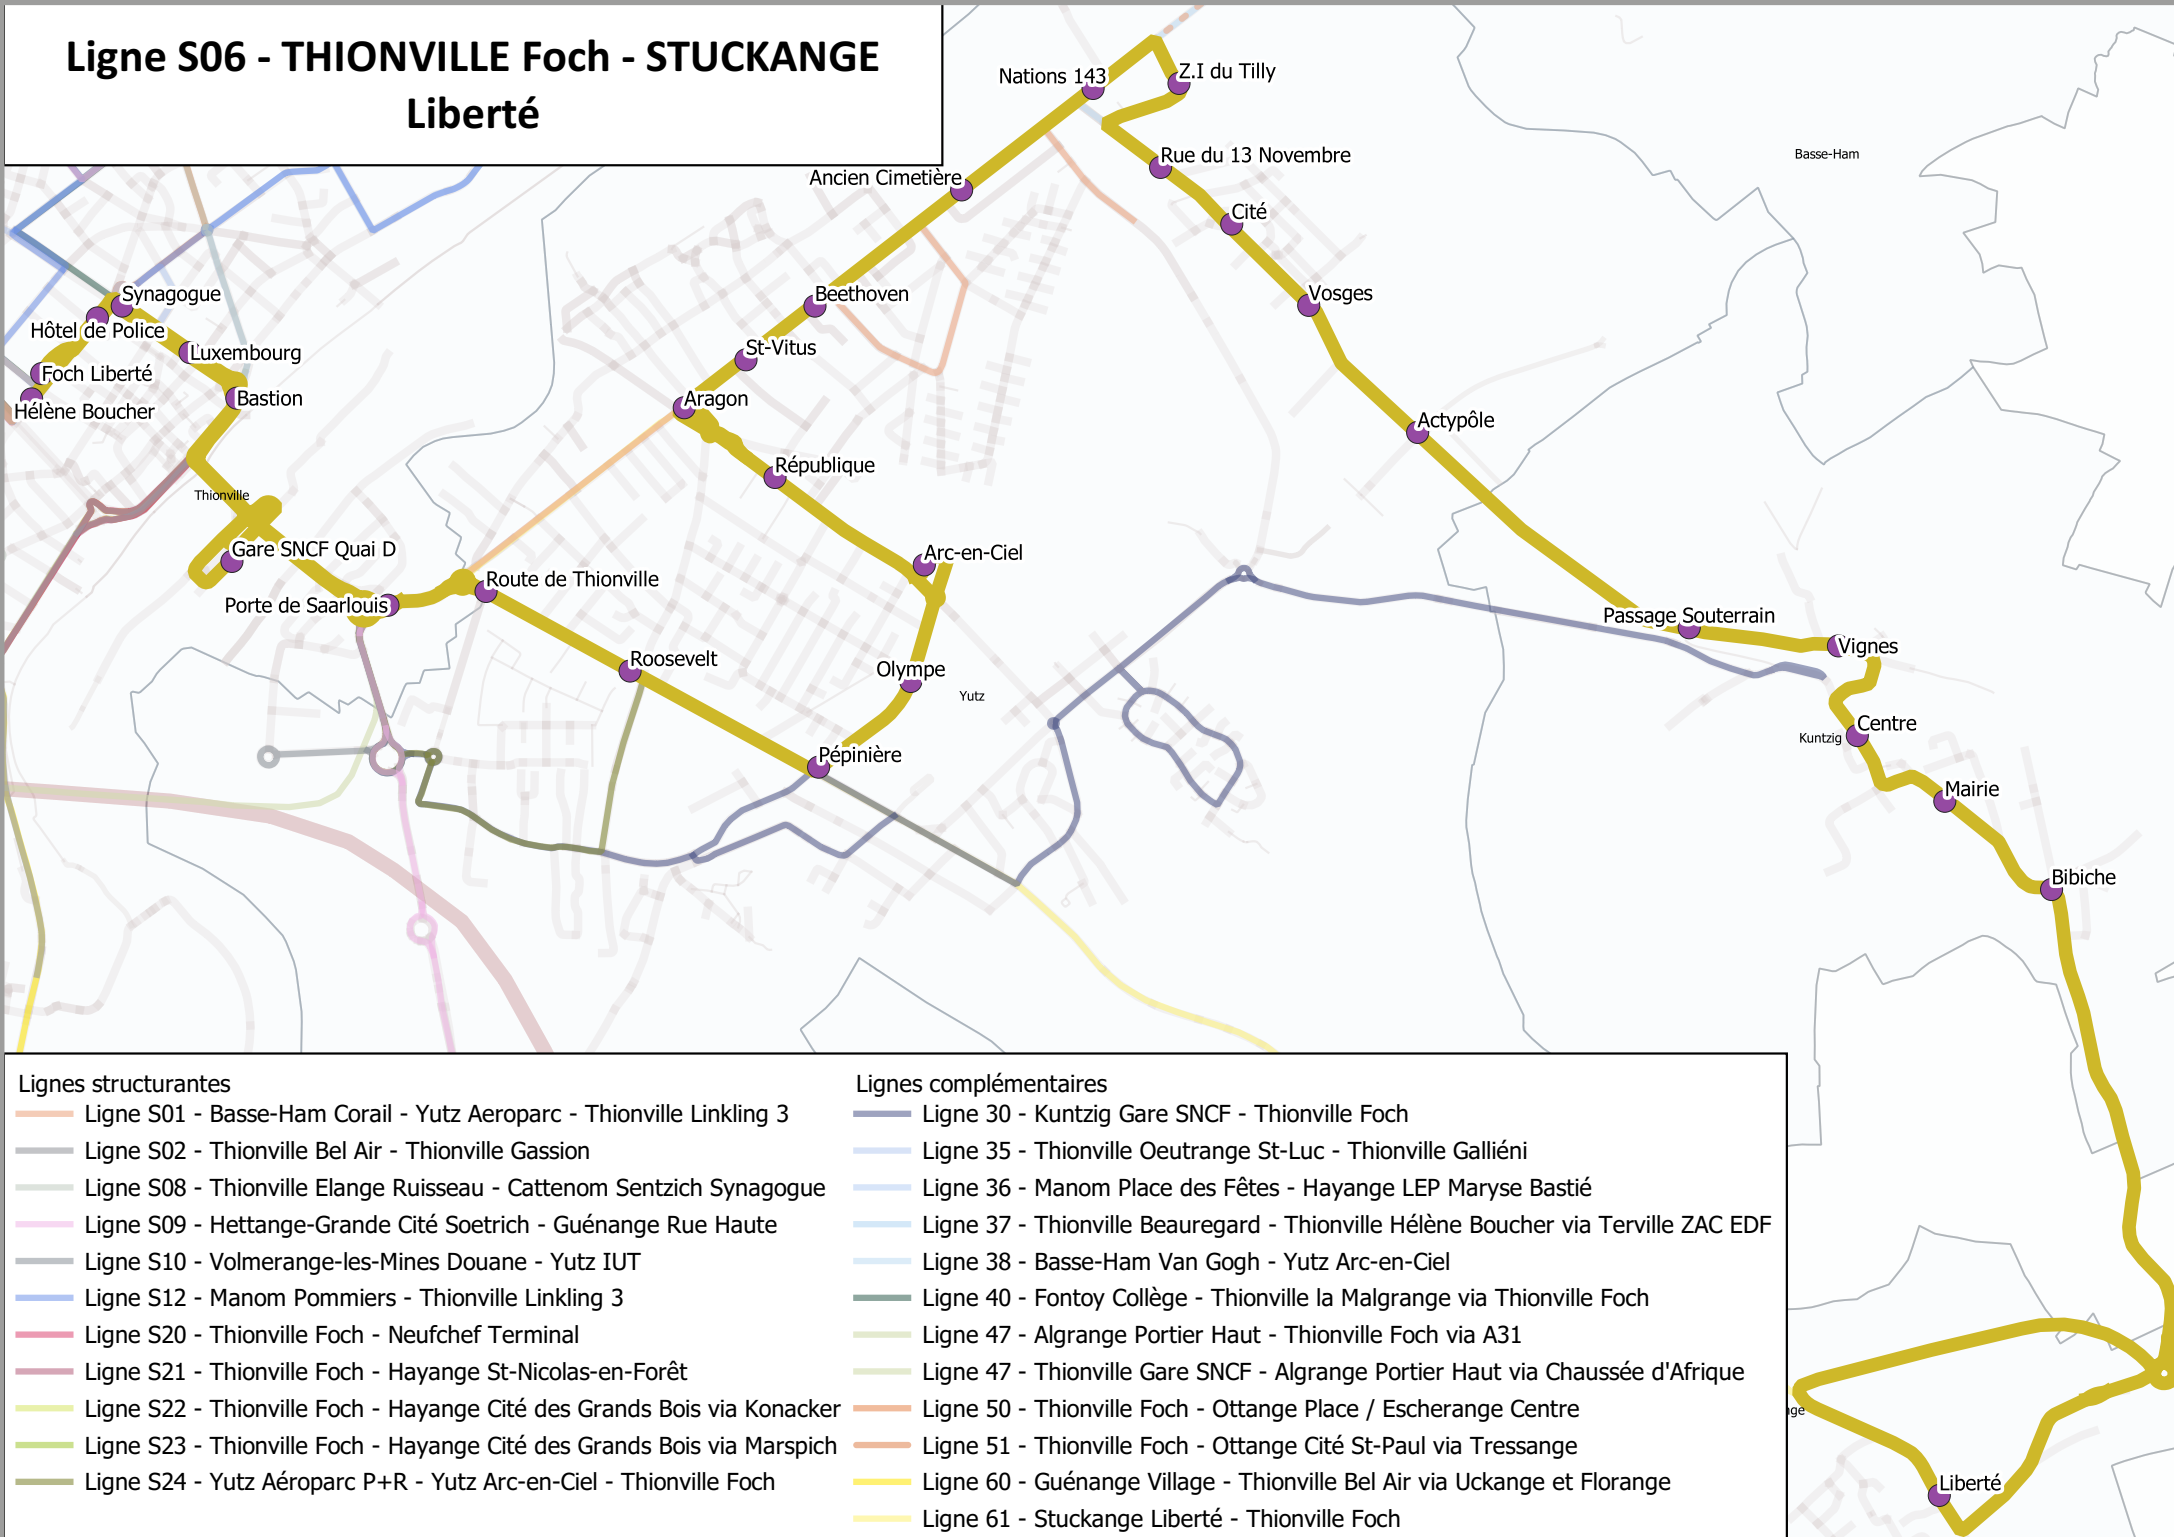 Ligne S06 - THIONVILLE Foch - STUCKANGE
Liberté
Nations 143
Z.I du Tilly
Rue du 13 Novembre
Basse-Ham
Ancien Cimetière
Cité
Synagogue
Beethoven
Vosges
Hôtel de Police
Luxembourg
St-Vitus
Foch Liberté
Bastion
Aragon
Hélène Boucher
Actypôle
République
Thionville
Gare SNCF Quai D
Arc-en-Ciel
Route de Thionville
Porte de Saarlouis
Passage Souterrain
Vignes
Roosevelt
Olympe
Yutz
Centre
Kuntzig
Pépinière
Mairie
Bibiche
Lignes structurantes
Ligne S01 - Basse-Ham Corail - Yutz Aeroparc - Thionville Linkling 3
Ligne S02 - Thionville Bel Air - Thionville Gassion
Ligne S08 - Thionville Elange Ruisseau - Cattenom Sentzich Synagogue
Ligne S09 - Hettange-Grande Cité Soetrich - Guénange Rue Haute
Ligne S10 - Volmerange-les-Mines Douane - Yutz IUT
Ligne S12 - Manom Pommiers - Thionville Linkling 3
Ligne S20 - Thionville Foch - Neufchef Terminal
Ligne S21 - Thionville Foch - Hayange St-Nicolas-en-Forêt
Ligne S22 - Thionville Foch - Hayange Cité des Grands Bois via Konacker
Ligne S23 - Thionville Foch - Hayange Cité des Grands Bois via Marspich
Ligne S24 - Yutz Aéroparc P+R - Yutz Arc-en-Ciel - Thionville Foch
Lignes complémentaires
Ligne 30 - Kuntzig Gare SNCF - Thionville Foch
Ligne 35 - Thionville Oeutrange St-Luc - Thionville Galliéni
Ligne 36 - Manom Place des Fêtes - Hayange LEP Maryse Bastié
Ligne 37 - Thionville Beauregard - Thionville Hélène Boucher via Terville ZAC EDF
Ligne 38 - Basse-Ham Van Gogh - Yutz Arc-en-Ciel
Ligne 40 - Fontoy Collège - Thionville la Malgrange via Thionville Foch
Ligne 47 - Algrange Portier Haut - Thionville Foch via A31
Ligne 47 - Thionville Gare SNCF - Algrange Portier Haut via Chaussée d'Afrique
Ligne 50 - Thionville Foch - Ottange Place / Escherange Centre
Ligne 51 - Thionville Foch - Ottange Cité St-Paul via Tressange
Ligne 60 - Guénange Village - Thionville Bel Air via Uckange et Florange
Ligne 61 - Stuckange Liberté - Thionville Foch
Liberté